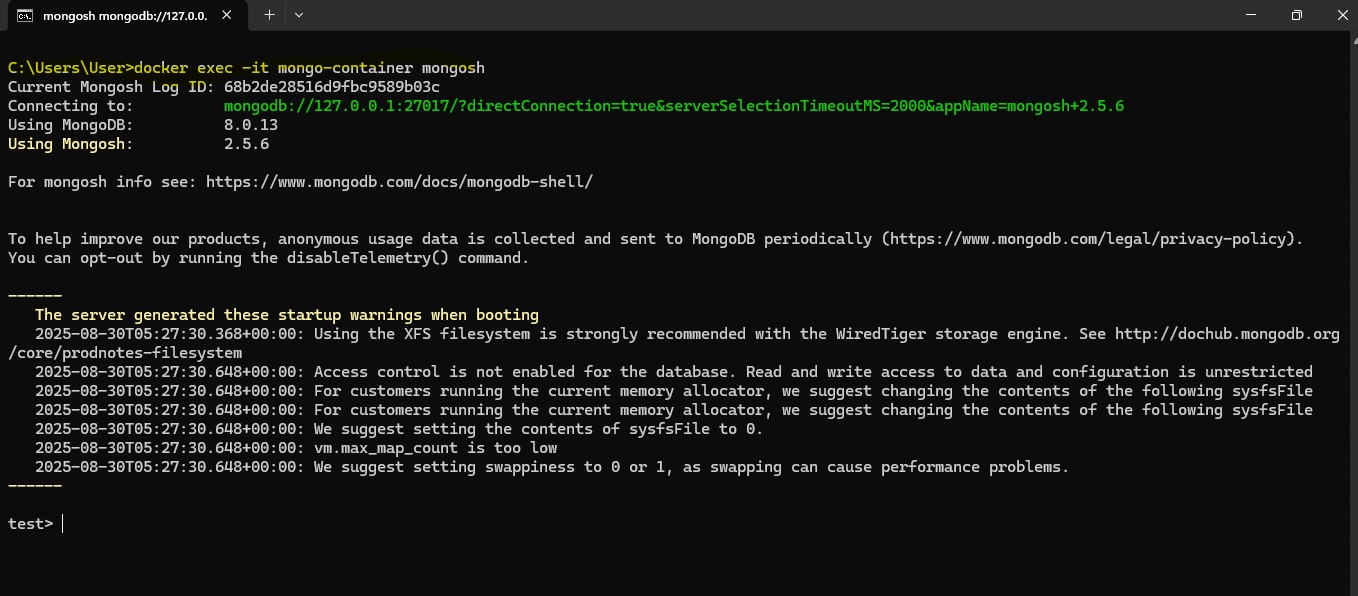 mongosh mongodb://127.0.0.
C:\Users\User>docker exec -it mongo-container mongosh
Current Mongosh Log ID: 68b2de28516d9fbc9589b03c
Connecting to: mongodb://127.0.0.1:27017/?directConnection=true&serverSelectionTimeoutMS=2000&appName=mongosh+2.5.6
Using MongoDB: 8.0.13
Using Mongosh: 2.5.6
For mongosh info see: https://www.mongodb.com/docs/mongodb-shell/
To help improve our products, anonymous usage data is collected and sent to MongoDB periodically (https://www.mongodb.com/legal/privacy-policy).
You can opt-out by running the disableTelemetry() command.
------
The server generated these startup warnings when booting
2025-08-30T05:27:30.368+00:00: Using the XFS filesystem is strongly recommended with the WiredTiger storage engine. See http://dochub.mongodb.org
/core/prodnotes-filesystem
2025-08-30T05:27:30.648+00:00: Access control is not enabled for the database. Read and write access to data and configuration is unrestricted
2025-08-30T05:27:30.648+00:00: For customers running the current memory allocator, we suggest changing the contents of the following sysfsFile
2025-08-30T05:27:30.648+00:00: For customers running the current memory allocator, we suggest changing the contents of the following sysfsFile
2025-08-30T05:27:30.648+00:00: We suggest setting the contents of sysfsFile to 0.
2025-08-30T05:27:30.648+00:00: vm.max_map_count is too low
2025-08-30T05:27:30.648+00:00: We suggest setting swappiness to 0 or 1, as swapping can cause performance problems.
------
test>